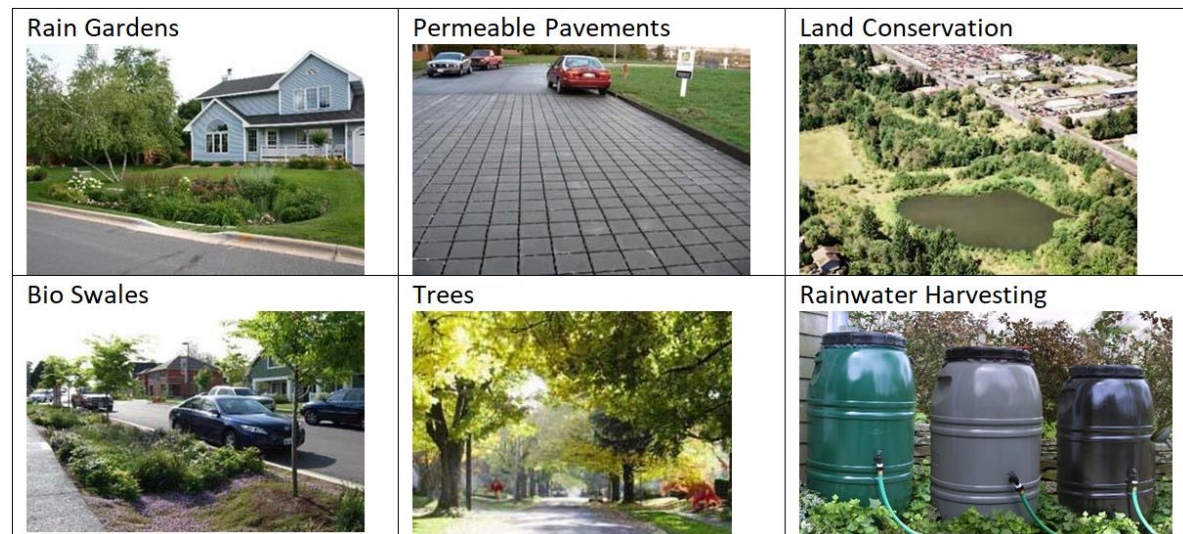 Rain Gardens
Permeable Pavements
Land Conservation
Bio Swales
Trees
Rainwater Harvesting